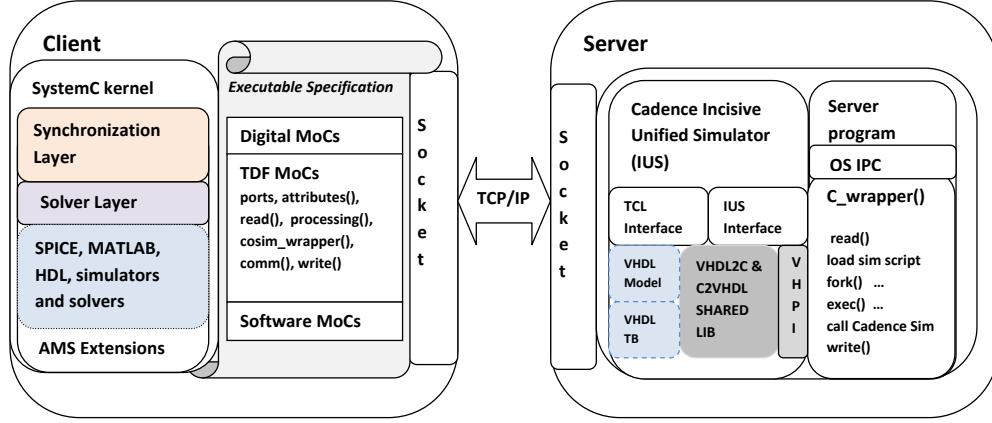 Client
SystemC kernel
Synchronization
Layer
Solver Layer
SPICE, MATLAB,
HDL, simulators
and solvers
AMS Extensions
Executable Specification
Digital MoCs
TDF MoCs
ports, attributes(),
read(), processing(),
cosim_wrapper(),
comm(), write()
Software MoCs
Socket
TCP/IP
Server
Socket
Cadence Incisive
Unified Simulator
(IUS)
TCL
Interface
IUS
Interface
VHDL
Model
VHDL
TB
VHDL2C &
C2VHDL
SHARED
LIB
VHPI
Server
program
OS IPC
C_wrapper()
read()
load sim script
fork() ...
exec() ...
call Cadence Sim
write()